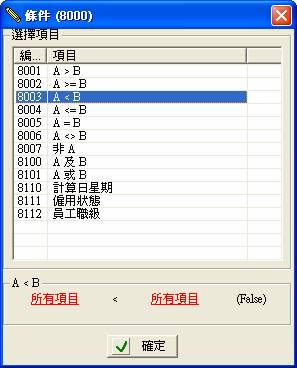 條件 (8000)
選擇項目
編... 項目
8001 A > B
8002 A >= B
8003 A < B
8004 A <= B
8005 A = B
8006 A <> B
8007 非 A
8100 A 及 B
8101 A 或 B
8110 計算日星期
8111 僱用狀態
8112 員工職級
A < B
所有項目 < 所有項目 (False)
確定